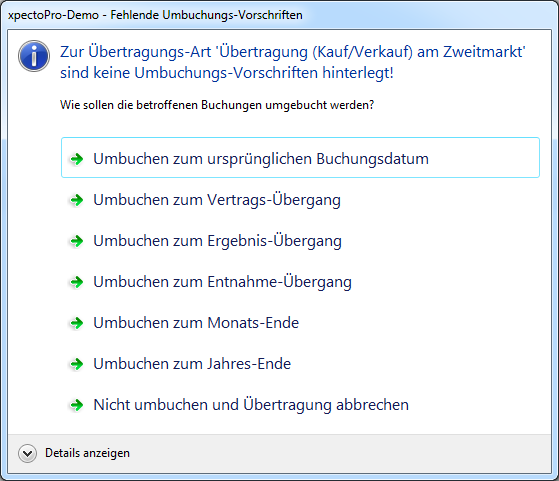 xpectoPro-Demo - Fehlende Umbuchungs-Vorschriften
Zur Übertragungs-Art 'Übertragung (Kauf/Verkauf) am Zweitmarkt'
sind keine Umbuchungs-Vorschriften hinterlegt!
Wie sollen die betroffenen Buchungen umgebucht werden?
Umbuchen zum ursprünglichen Buchungsdatum
Umbuchen zum Vertrags-Übergang
Umbuchen zum Ergebnis-Übergang
Umbuchen zum Entnahme-Übergang
Umbuchen zum Monats-Ende
Umbuchen zum Jahres-Ende
Nicht umbuchen und Übertragung abbrechen
Details anzeigen